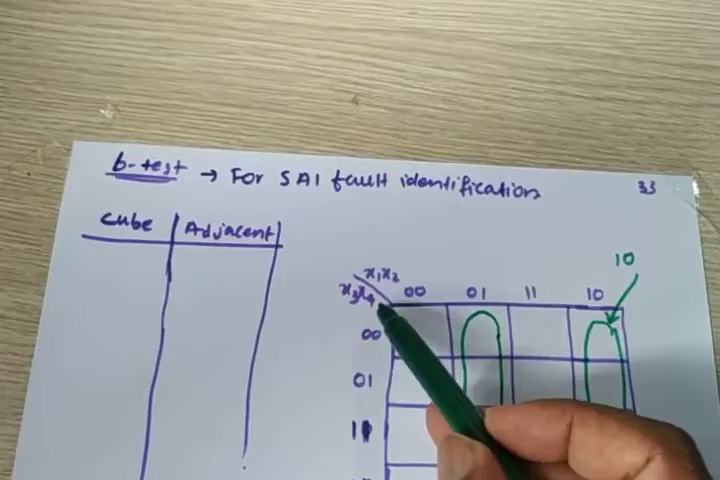 b-test → For SA1 fault identification
33
Cube Adjacent
10
x₁x₂
x₃x₄
00 01 11 10
00
01
11